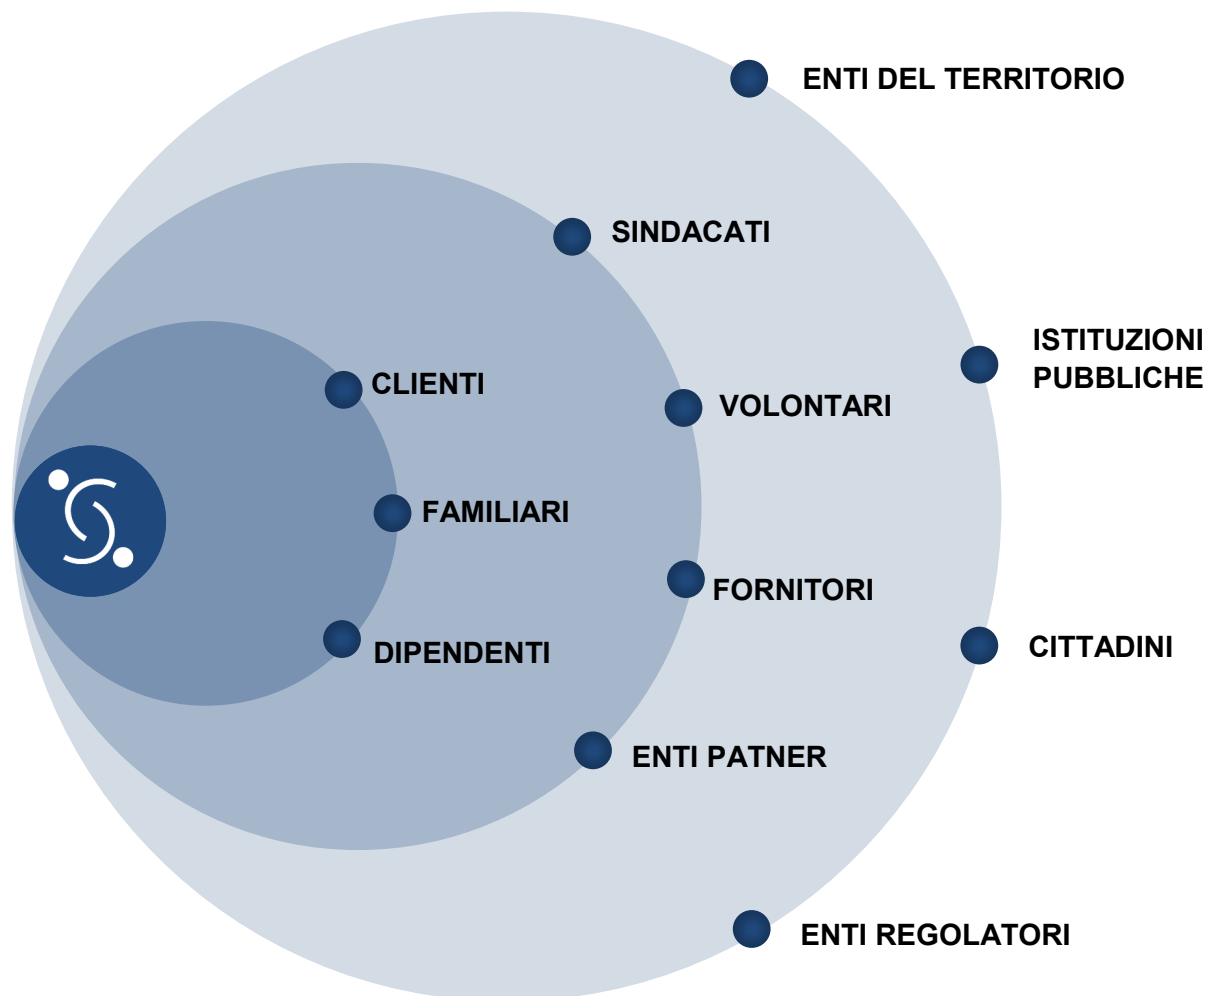 ENTI DEL TERRITORIO
SINDACATI
ISTITUZIONI
PUBBLICHE
CLIENTI
VOLONTARI
FAMILIARI
FORNITORI
CITTADINI
DIPENDENTI
ENTI PATNER
ENTI REGOLATORI